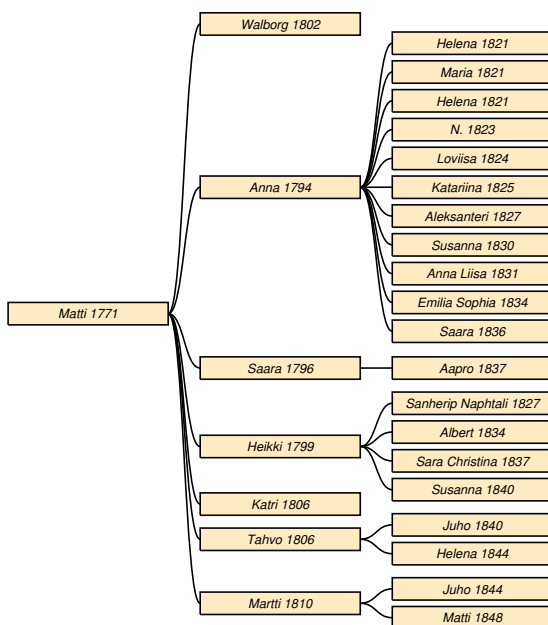 Matti 1771
Walborg 1802
Anna 1794
Helena 1821
Maria 1821
Helena 1821
N. 1823
Loviisa 1824
Katariina 1825
Aleksanteri 1827
Susanna 1830
Anna Liisa 1831
Emilia Sophia 1834
Saara 1836
Saara 1796
Aapro 1837
Heikki 1799
Sanherip Naphtali 1827
Albert 1834
Sara Christina 1837
Susanna 1840
Katri 1806
Tahvo 1806
Juho 1840
Helena 1844
Martti 1810
Juho 1844
Matti 1848